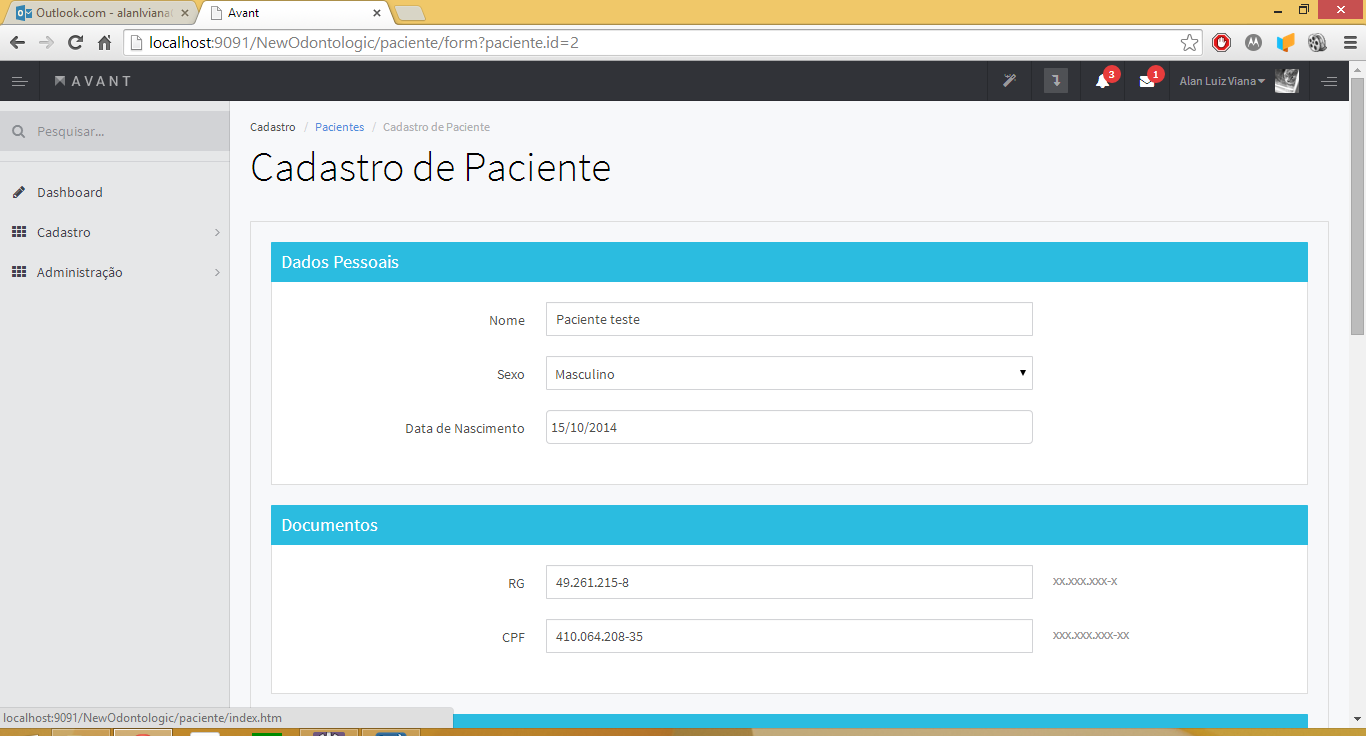 Outlook.com - alanlviana
Avant
localhost:9091/NewOdontologic/paciente/form?paciente.id=2
AVANT
3
1
Alan Luiz Viana
Pesquisar...
Dashboard
Cadastro
Administração
Cadastro / Pacientes / Cadastro de Paciente
Cadastro de Paciente
Dados Pessoais
Nome Paciente teste
Sexo Masculino
Data de Nascimento 15/10/2014
Documentos
RG 49.261.215-8 xx.xxx.xxx-x
CPF 410.064.208-35 xxx.xxx.xxx-xx
localhost:9091/NewOdontologic/paciente/index.htm